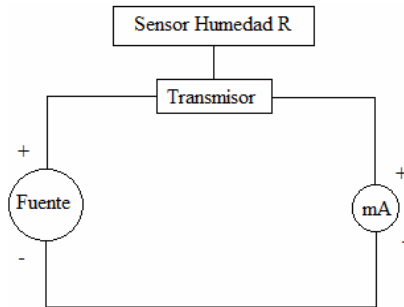 Sensor Humedad R
Transmisor
+
+
Fuente
mA
-
-